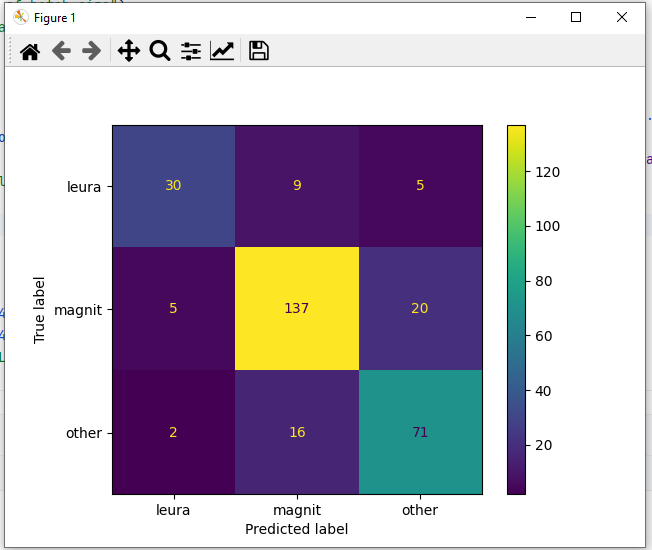 Figure 1
leura
magnit
other
True label
30 9 5
5 137 20
2 16 71
leura magnit other
Predicted label
120
100
80
60
40
20